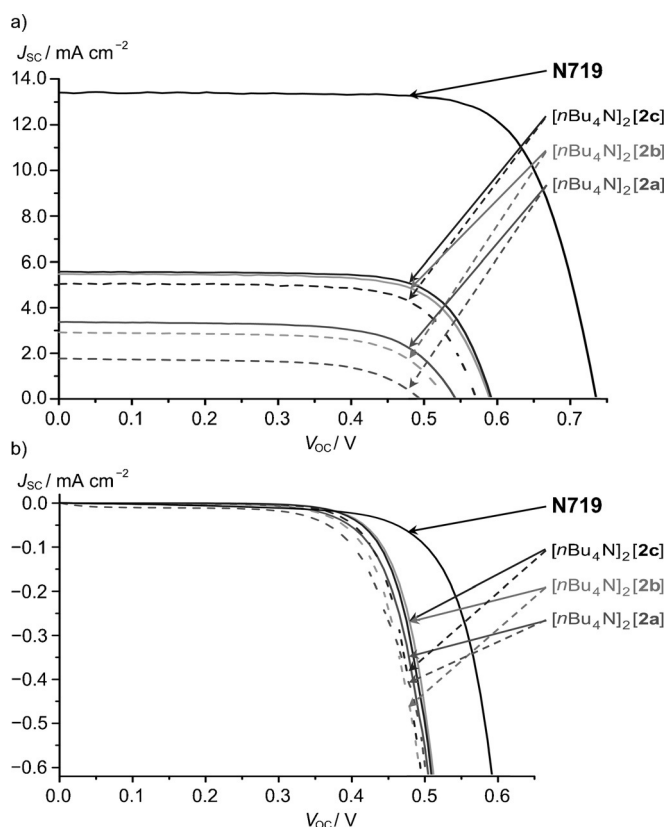 a)
J_SC / mA cm⁻²
14.0
12.0
10.0
8.0
6.0
4.0
2.0
0.0
0.0 0.1 0.2 0.3 0.4 0.5 0.6 0.7
V_OC / V
N719
[nBu₄N]₂[2c]
[nBu₄N]₂[2b]
[nBu₄N]₂[2a]
b)
J_SC / mA cm⁻²
0.0
−0.1
−0.2
−0.3
−0.4
−0.5
−0.6
0.0 0.1 0.2 0.3 0.4 0.5 0.6
V_OC / V
N719
[nBu₄N]₂[2c]
[nBu₄N]₂[2b]
[nBu₄N]₂[2a]